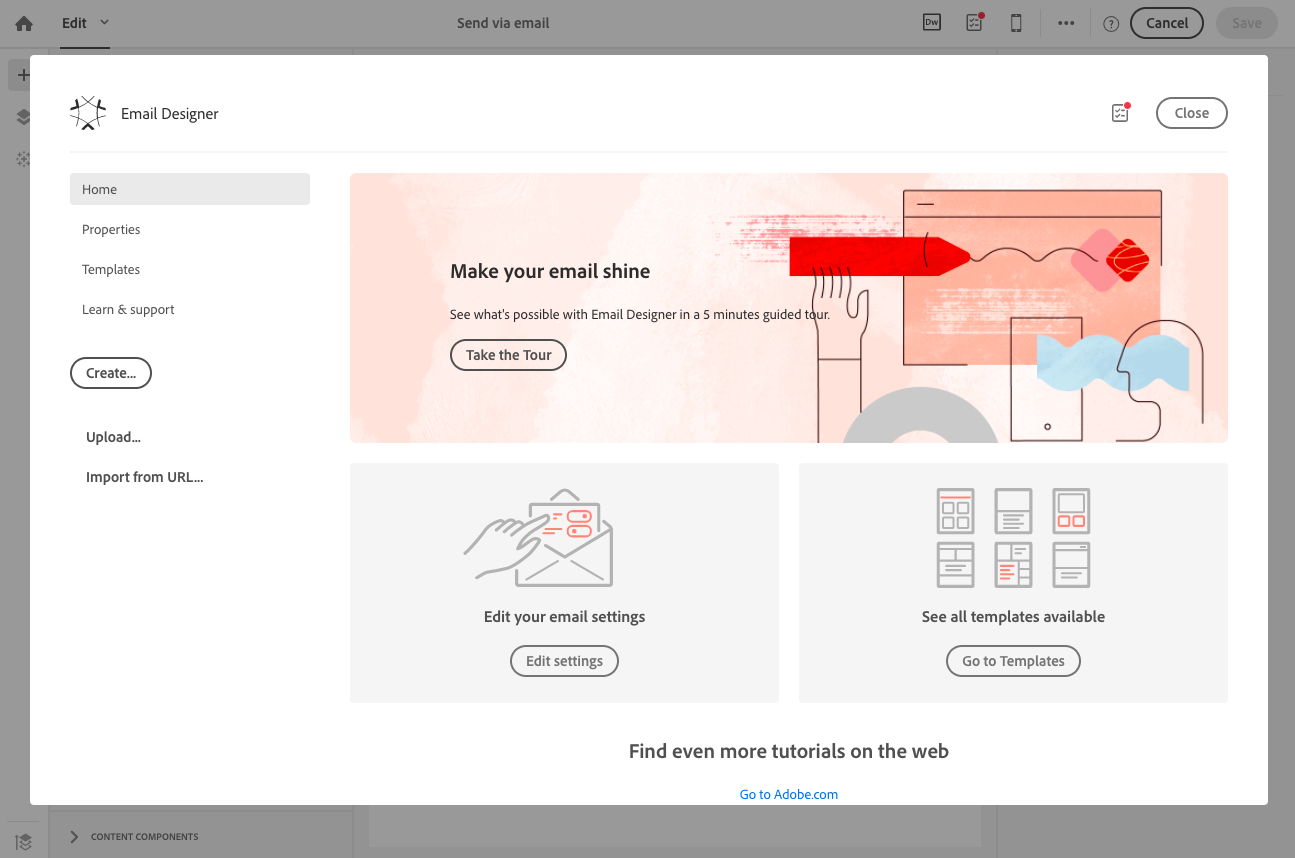 Edit
Send via email
Dw
Cancel
Save
Email Designer
Close
Home
Properties
Templates
Learn & support
Create...
Upload...
Import from URL...
Make your email shine
See what's possible with Email Designer in a 5 minutes guided tour.
Take the Tour
Edit your email settings
Edit settings
See all templates available
Go to Templates
Find even more tutorials on the web
Go to Adobe.com
CONTENT COMPONENTS